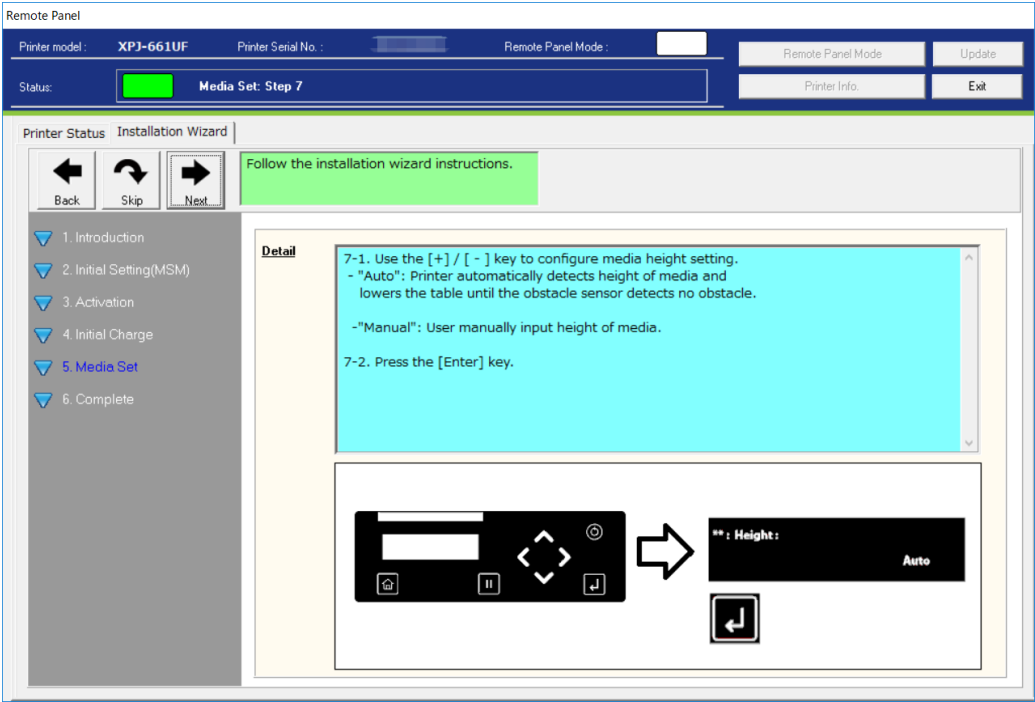 Remote Panel
Printer model : XPJ-661UF Printer Serial No. : Remote Panel Mode : Remote Panel Mode Update
Status: Media Set: Step 7 Printer Info. Exit
Printer Status Installation Wizard
Back Skip Next
Follow the installation wizard instructions.
1. Introduction
2. Initial Setting(MSM)
3. Activation
4. Initial Charge
5. Media Set
6. Complete
Detail
7-1. Use the [+] / [ - ] key to configure media height setting.
- "Auto": Printer automatically detects height of media and
lowers the table until the obstacle sensor detects no obstacle.
-"Manual": User manually input height of media.
7-2. Press the [Enter] key.
**: Height:
Auto